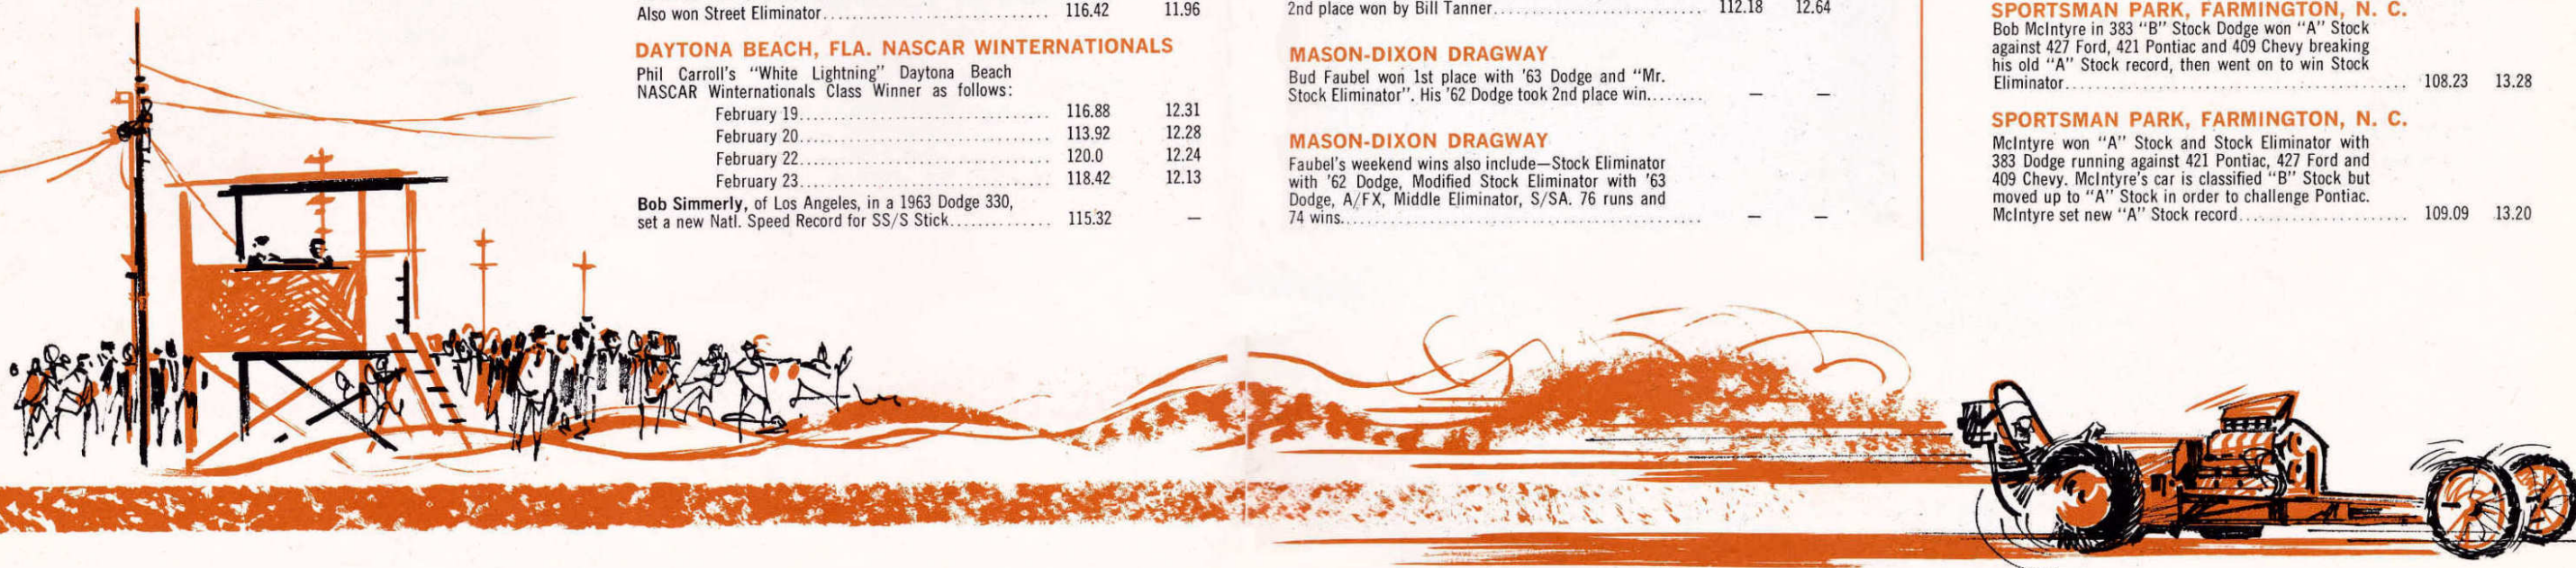 Also won Street Eliminator............................ 116.42 11.96
DAYTONA BEACH, FLA. NASCAR WINTERNATIONALS
Phil Carroll's “White Lightning” Daytona Beach
NASCAR Winternationals Class Winner as follows:
February 19............................... 116.88 12.31
February 20............................... 113.92 12.28
February 22............................... 120.0 12.24
February 23............................... 118.42 12.13
Bob Simmerly, of Los Angeles, in a 1963 Dodge 330,
set a new Natl. Speed Record for SS/S Stick............. 115.32 —
2nd place won by Bill Tanner.......................... 112.18 12.64
MASON-DIXON DRAGWAY
Bud Faubel won 1st place with '63 Dodge and “Mr.
Stock Eliminator”. His '62 Dodge took 2nd place win........ — —
MASON-DIXON DRAGWAY
Faubel's weekend wins also include—Stock Eliminator
with '62 Dodge, Modified Stock Eliminator with '63
Dodge, A/FX, Middle Eliminator, S/SA. 76 runs and
74 wins............................................. — —
SPORTSMAN PARK, FARMINGTON, N. C.
Bob McIntyre in 383 “B” Stock Dodge won “A” Stock
against 427 Ford, 421 Pontiac and 409 Chevy breaking
his old “A” Stock record, then went on to win Stock
Eliminator.......................................... 108.23 13.28
SPORTSMAN PARK, FARMINGTON, N. C.
McIntyre won “A” Stock and Stock Eliminator with
383 Dodge running against 421 Pontiac, 427 Ford and
409 Chevy. McIntyre's car is classified “B” Stock but
moved up to “A” Stock in order to challenge Pontiac.
McIntyre set new “A” Stock record..................... 109.09 13.20